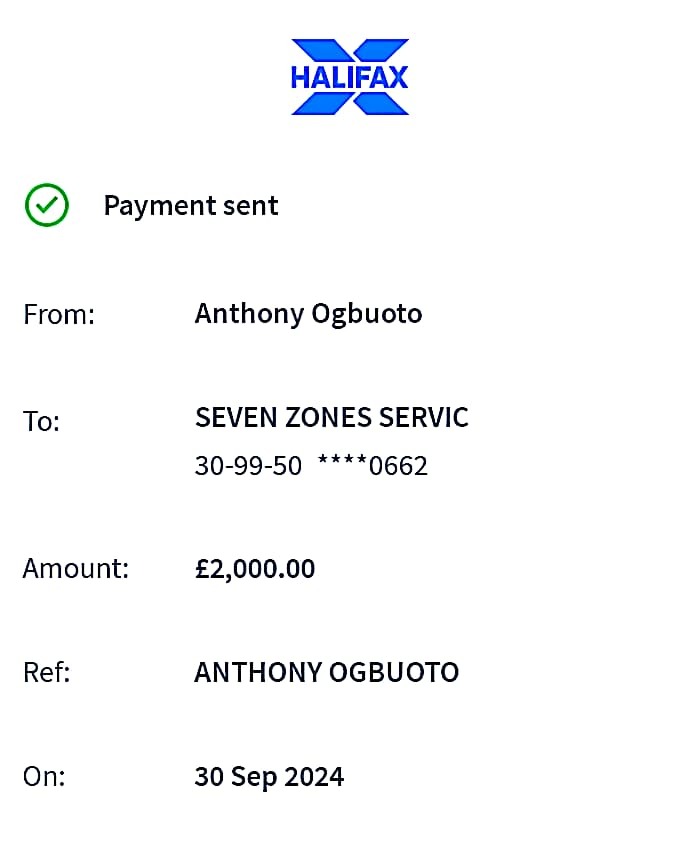 HALIFAX
Payment sent
From: Anthony Ogbuoto
To: SEVEN ZONES SERVIC
30-99-50 ****0662
Amount: £2,000.00
Ref: ANTHONY OGBUOTO
On: 30 Sep 2024